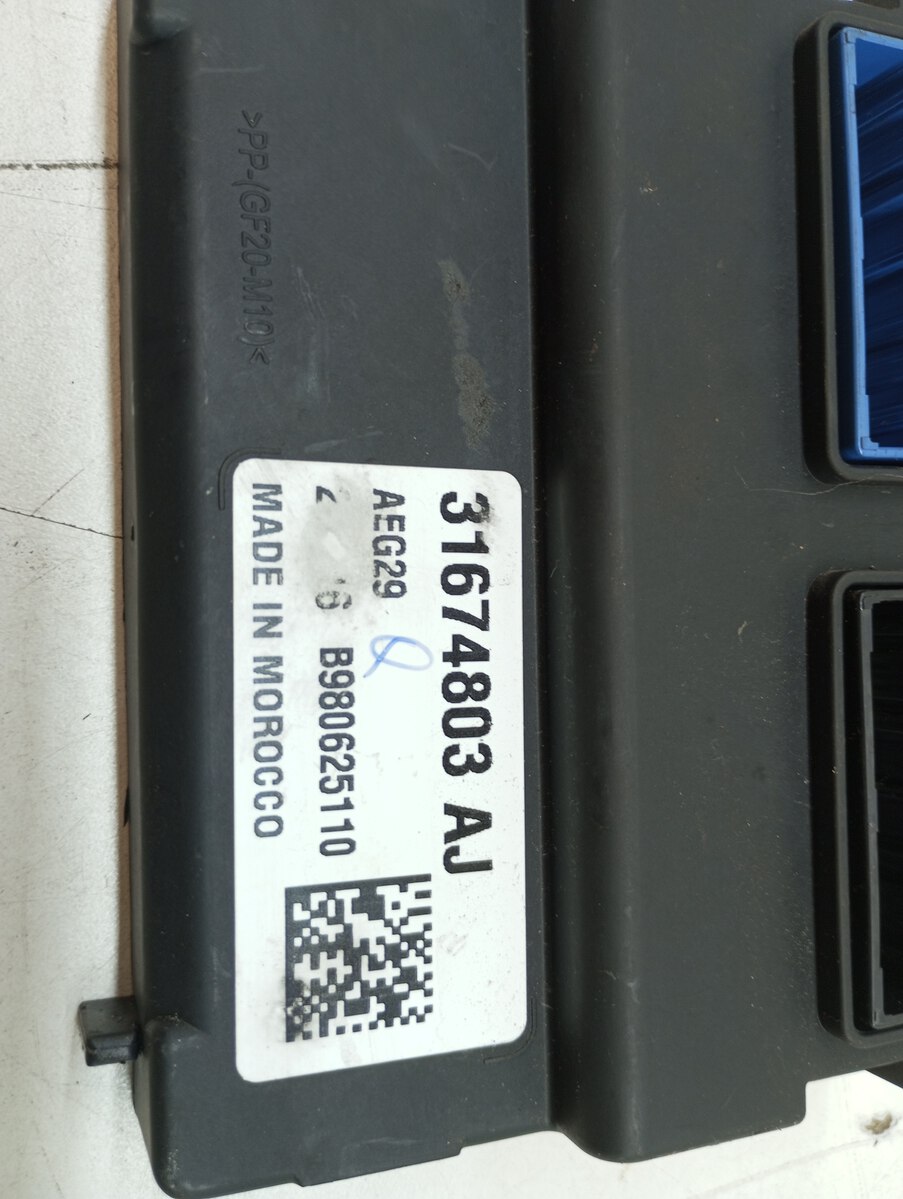 >PP-(GF20-M10)<
31674803 AJ
AEG29
B980625110
MADE IN MOROCCO